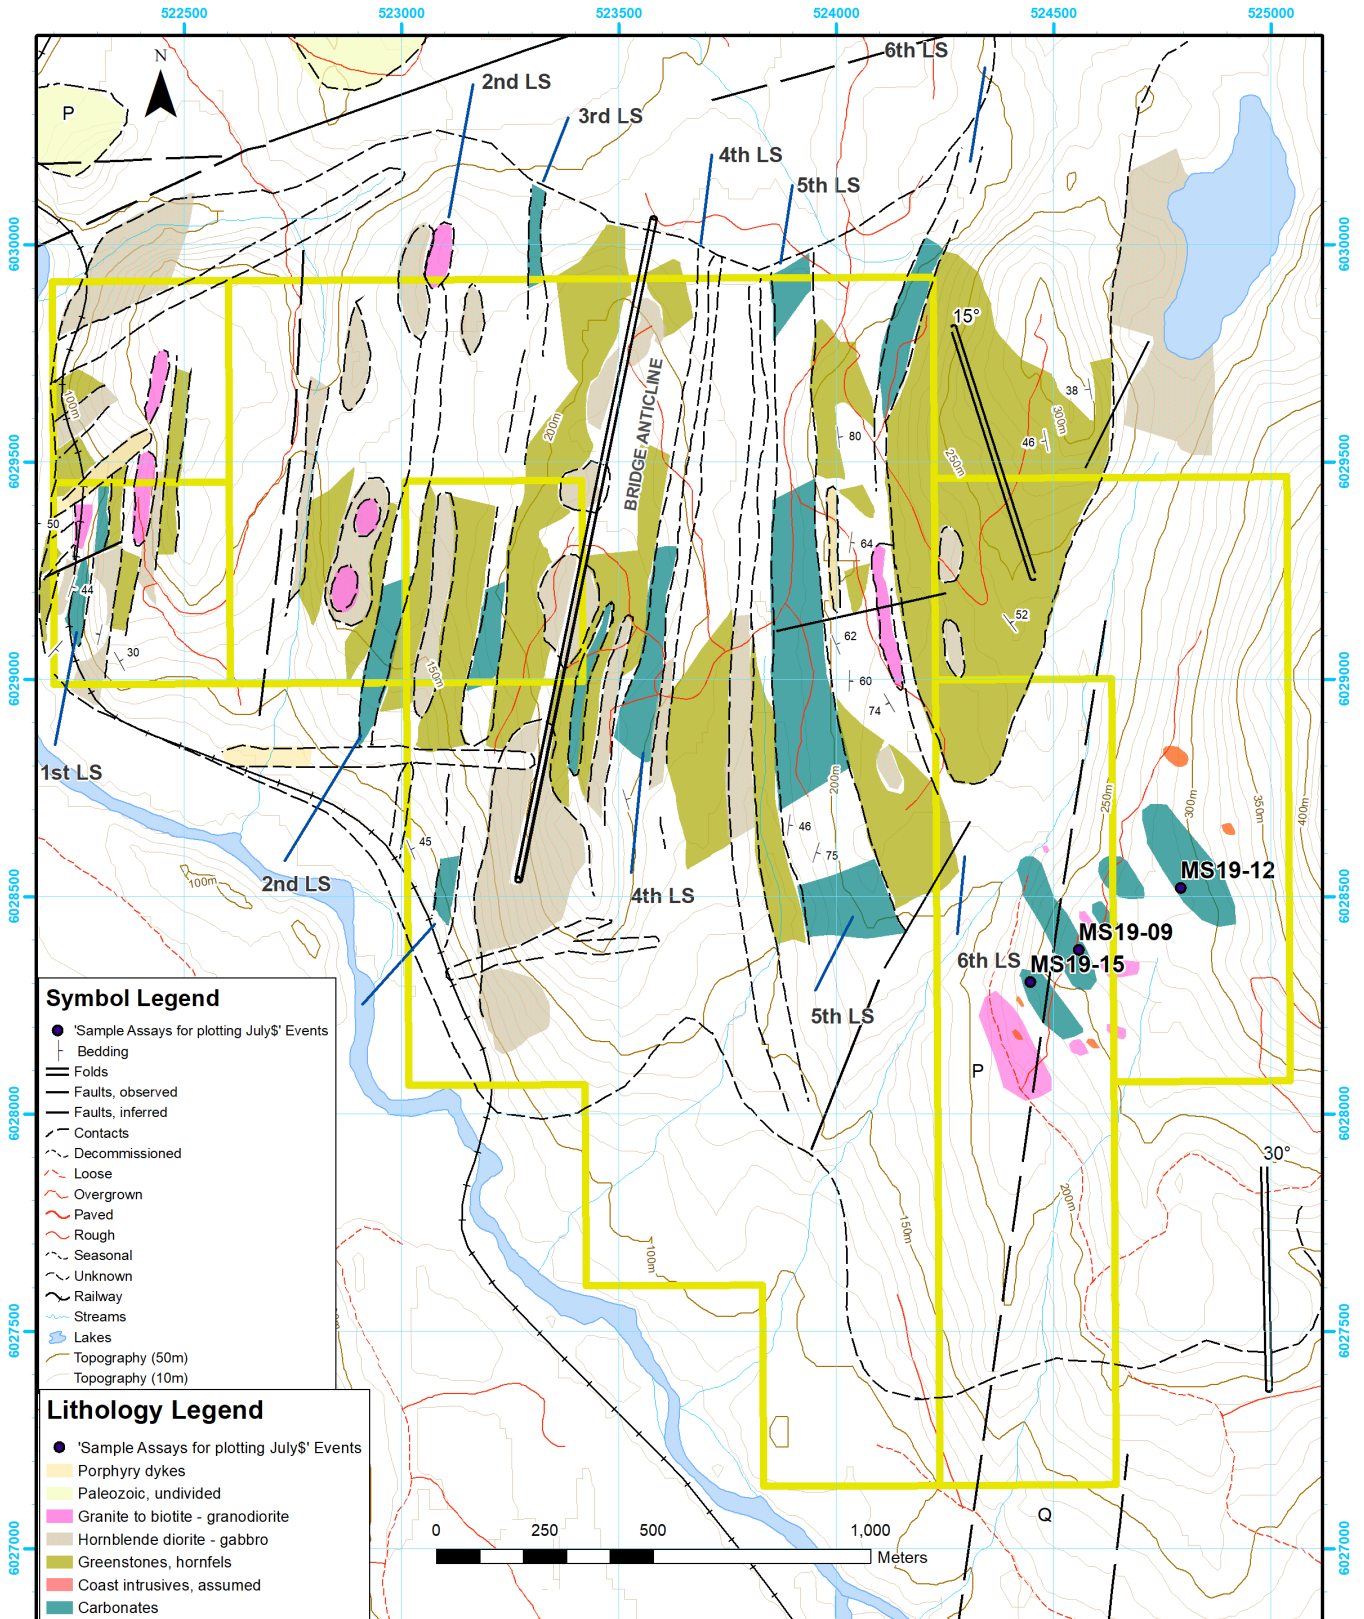 522500 523000 523500 524000 524500 525000
6th LS
2nd LS
3rd LS
4th LS
5th LS
N
P
6030000
6030000
15°
BRIDGE ANTICLINE
100m
200m
38
300m
46
250m
80
6029500
6029500
50
64
44
52
62
30
150m
60
6029000
6029000
74
1st LS
200m
250m
300m
350m
400m
46
45
75
MS19-12
100m
2nd LS
4th LS
6028500
6028500
MS19-09
6th LS
MS19-15
5th LS
P
6028000
6028000
30°
200m
150m
100m
6027500
6027500
Symbol Legend
'Sample Assays for plotting July$' Events
Bedding
Folds
Faults, observed
Faults, inferred
Contacts
Decommissioned
Loose
Overgrown
Paved
Rough
Seasonal
Unknown
Railway
Streams
Lakes
Topography (50m)
Topography (10m)
Lithology Legend
'Sample Assays for plotting July$' Events
Porphyry dykes
Paleozoic, undivided
Granite to biotite - granodiorite
Hornblende diorite - gabbro
Greenstones, hornfels
Coast intrusives, assumed
Carbonates
Q
0 250 500 1,000
Meters
6027000
6027000